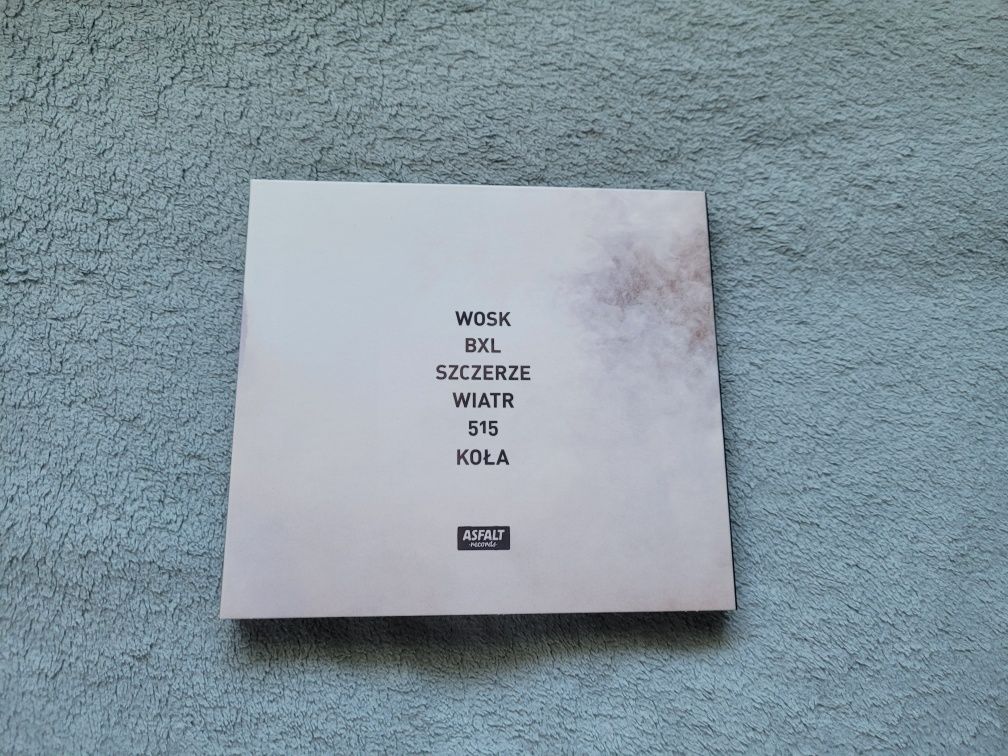 WOSK
BXL
SZCZERZE
WIATR
515
KOŁA
ASFALT
records